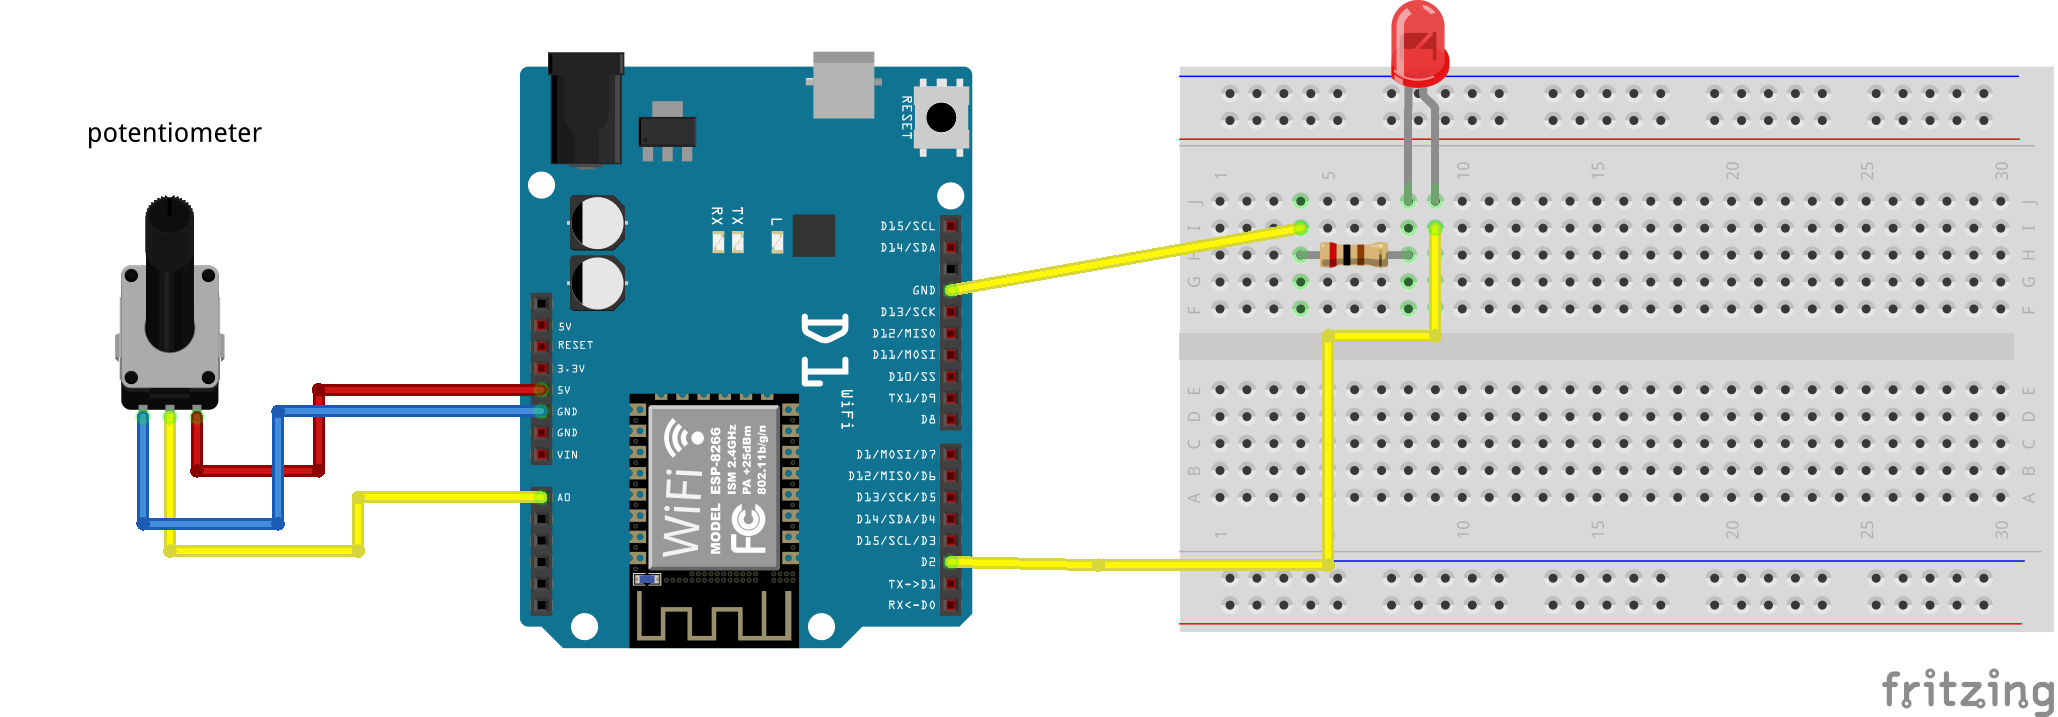 potentiometer
RESET
RX
TX
L
D15/SCL
D14/SDA
GND
D13/SCK
D12/MISO
D11/MOSI
D10/SS
TX1/D9
D8
D1/MOSI/D7
D12/MISO/D6
D13/SCK/D5
D14/SDA/D4
D15/SCL/D3
D2
TX->D1
RX<-D0
5V
RESET
3.3V
5V
GND
GND
VIN
A0
D1
WiFi
WiFi
MODEL ESP-8266
ISM 2.4GHz
PA +25dBm
802.11b/g/n
FC
1 5 10 15 20 25 30
J J
I I
H H
G G
F F
E E
D D
C C
B B
A A
1 10 15 20 25 30
fritzing